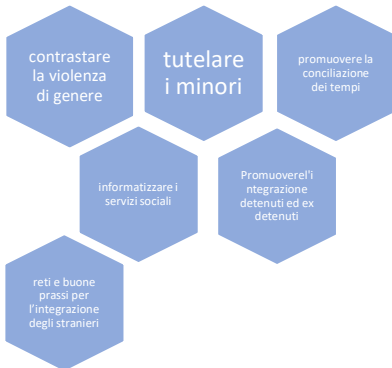 contrastare
la violenza
di genere
tutelare
i minori
promuovere la
conciliazione
dei tempi
informatizzare i
servizi sociali
Promuoverel'i
ntegrazione
detenuti ed ex
detenuti
reti e buone
prassi per
l'integrazione
degli stranieri